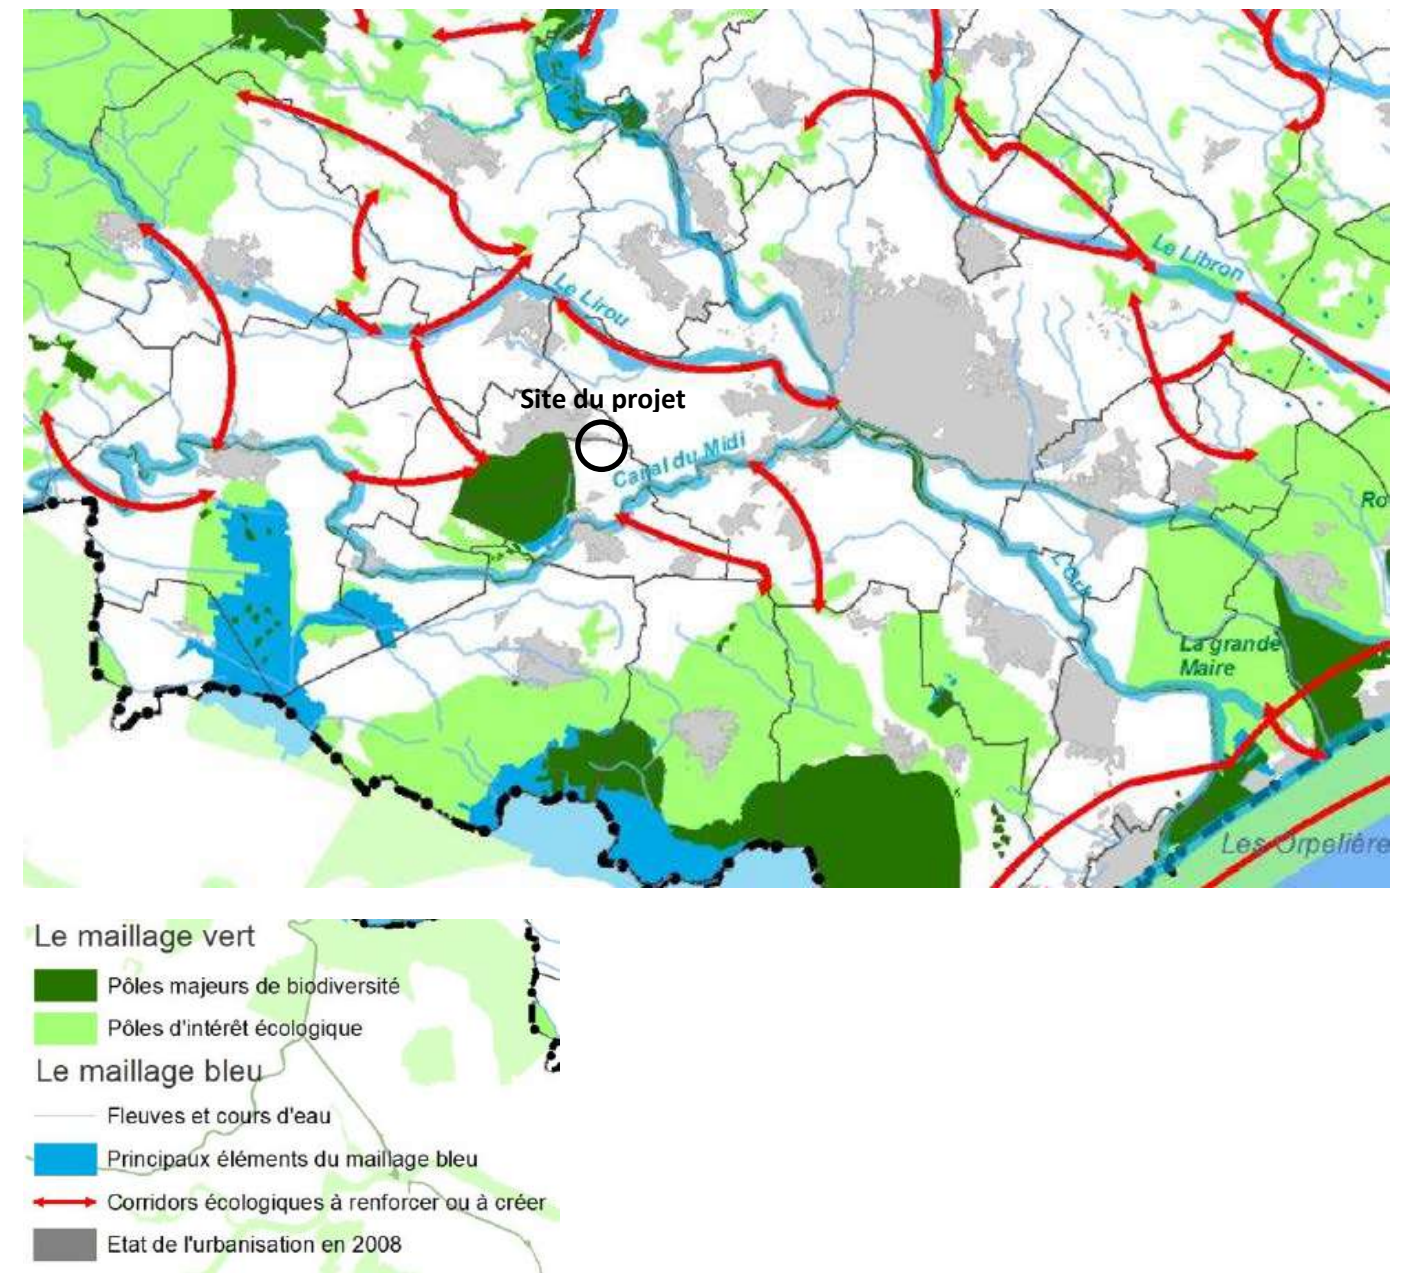 Le Libron
Le Lirou
Site du projet
Canal du Midi
Ro
L'Orb
La grande
Maire
Les Orpelière
Le maillage vert
Pôles majeurs de biodiversité
Pôles d'intérêt écologique
Le maillage bleu
Fleuves et cours d'eau
Principaux éléments du maillage bleu
Corridors écologiques à renforcer ou à créer
Etat de l'urbanisation en 2008